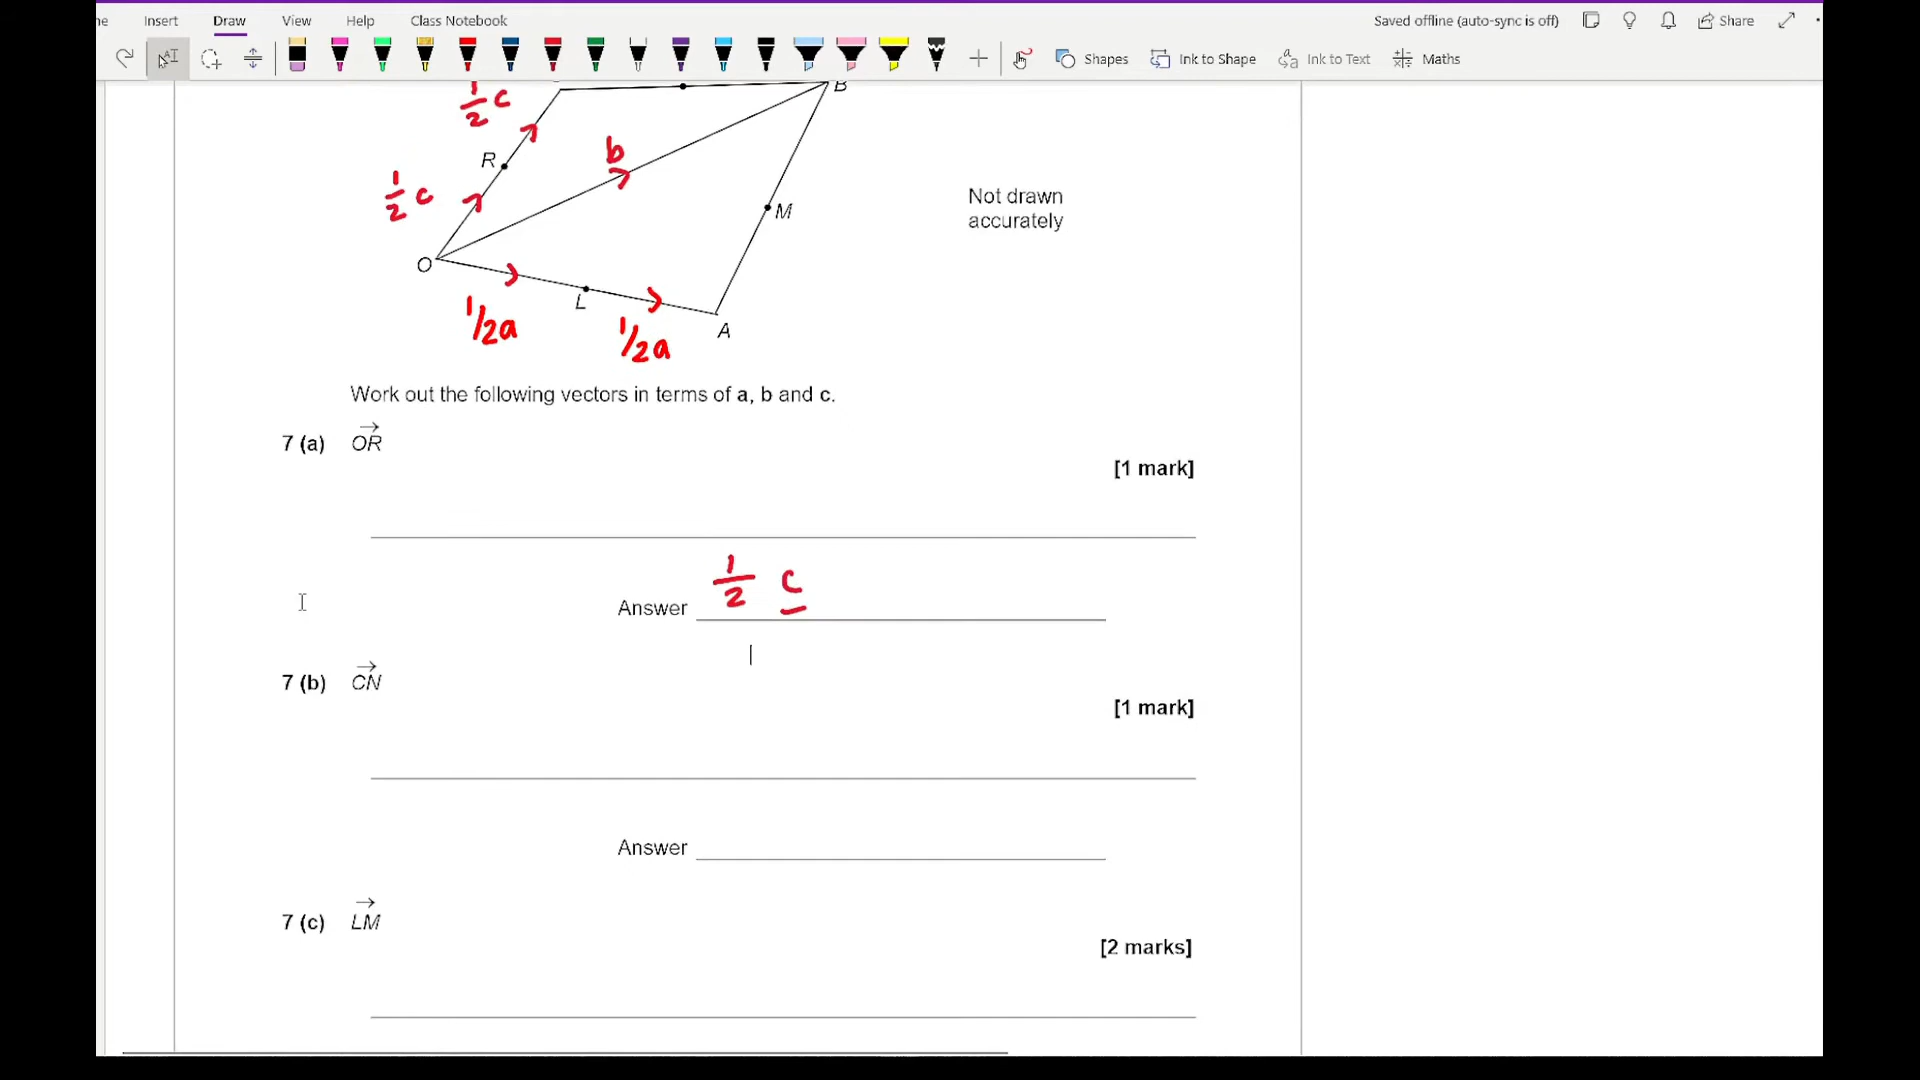 Insert Draw View Help Class Notebook Saved offline (auto-sync is off) Share
Shapes Ink to Shape Ink to Text Maths
1/2 c
B
b
R
1/2 c
Not drawn
accurately
M
O
L
1/2a
A
1/2a
Work out the following vectors in terms of a, b and c.
7 (a) →OR
[1 mark]
Answer 1/2 c
7 (b) →CN
[1 mark]
Answer
7 (c) →LM
[2 marks]